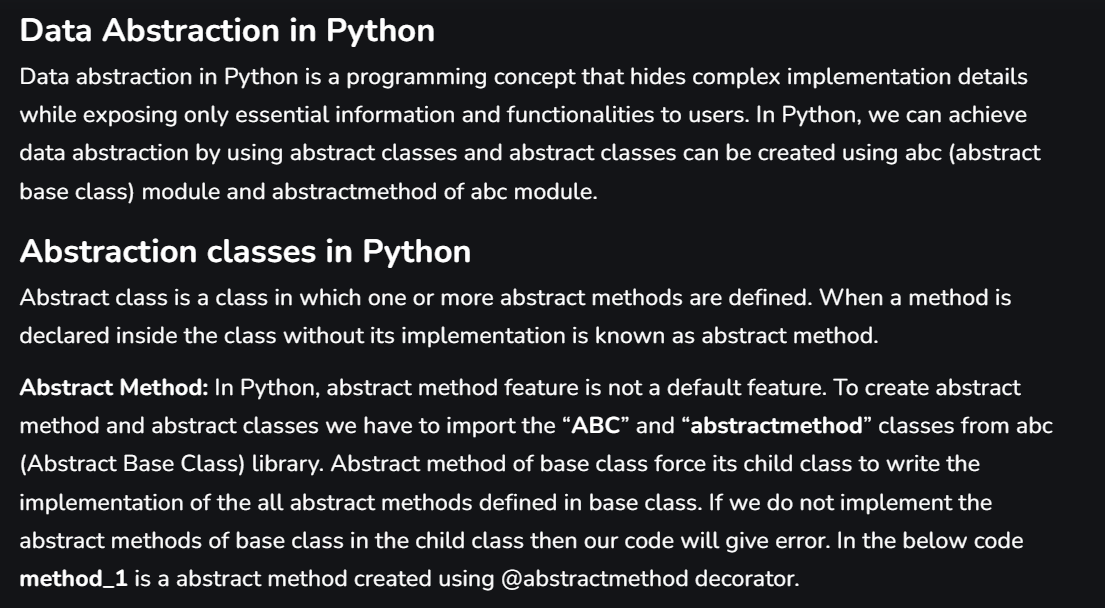 Data Abstraction in Python
Data abstraction in Python is a programming concept that hides complex implementation details
while exposing only essential information and functionalities to users. In Python, we can achieve
data abstraction by using abstract classes and abstract classes can be created using abc (abstract
base class) module and abstractmethod of abc module.
Abstraction classes in Python
Abstract class is a class in which one or more abstract methods are defined. When a method is
declared inside the class without its implementation is known as abstract method.
Abstract Method: In Python, abstract method feature is not a default feature. To create abstract
method and abstract classes we have to import the “ABC” and “abstractmethod” classes from abc
(Abstract Base Class) library. Abstract method of base class force its child class to write the
implementation of the all abstract methods defined in base class. If we do not implement the
abstract methods of base class in the child class then our code will give error. In the below code
method_1 is a abstract method created using @abstractmethod decorator.